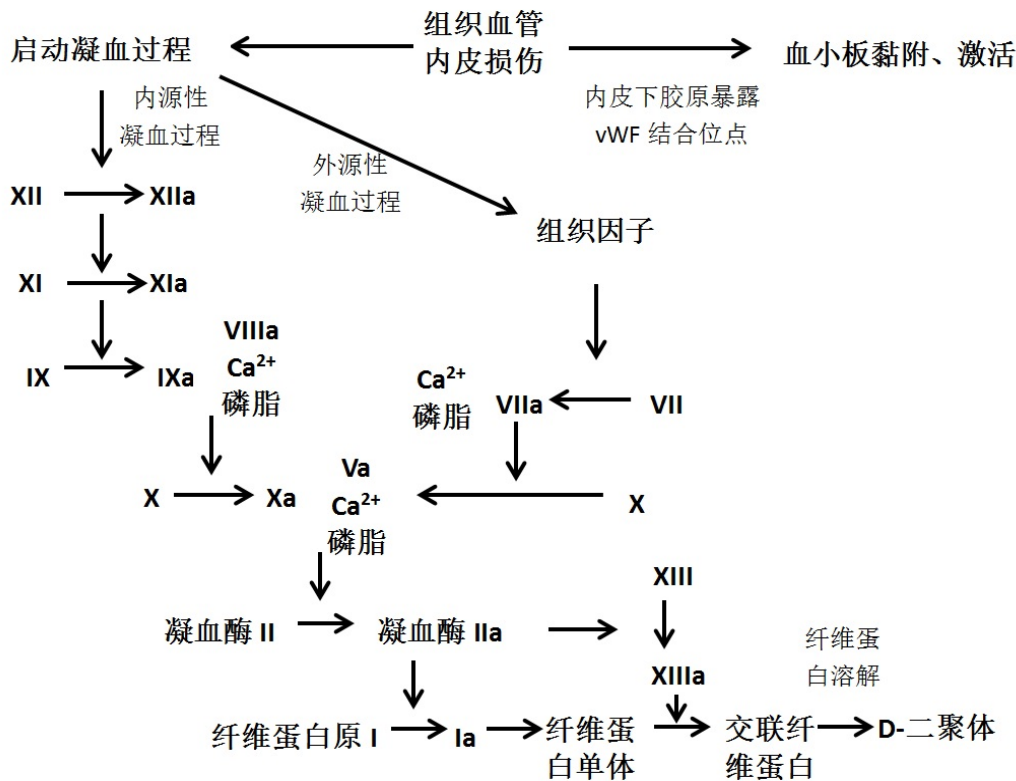 组织血管
内皮损伤
启动凝血过程
血小板黏附、激活
内源性
凝血过程
内皮下胶原暴露
vWF 结合位点
外源性
凝血过程
XII
XIIa
组织因子
XI
XIa
VIIIa
Ca²⁺
磷脂
IX
IXa
Ca²⁺
磷脂
VIIa
VII
Va
Ca²⁺
磷脂
X
Xa
X
XIII
凝血酶 II
凝血酶 IIa
XIIIa
纤维蛋
白溶解
纤维蛋白原 I
Ia
纤维蛋
白单体
交联纤
维蛋白
D-二聚体